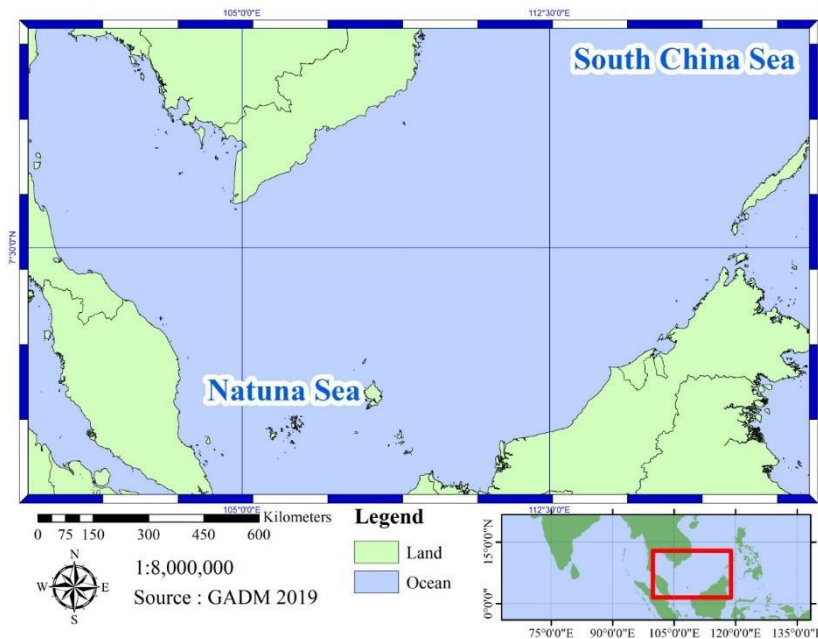 105°0'0"E
112°30'0"E
South China Sea
7°30'0"N
Natuna Sea
105°0'0"E
112°30'0"E
Kilometers
0 75 150 300 450 600
Legend
Land
Ocean
N
W E
S
1:8,000,000
Source : GADM 2019
15°0'0"N
0°0'0"
75°0'0"E 90°0'0"E 105°0'0"E 120°0'0"E 135°0'0"E